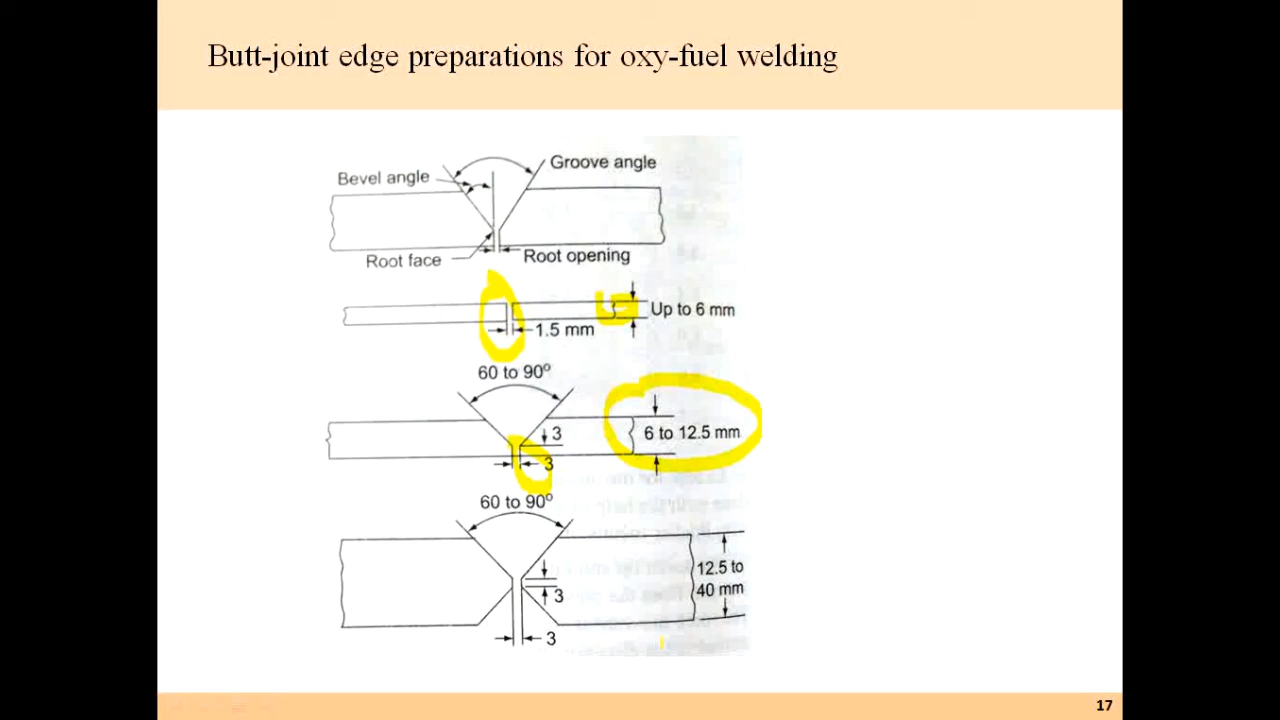 Butt-joint edge preparations for oxy-fuel welding
Groove angle
Bevel angle
Root face
Root opening
Up to 6 mm
1.5 mm
60 to 90°
3
6 to 12.5 mm
3
60 to 90°
12.5 to
40 mm
3
3
17